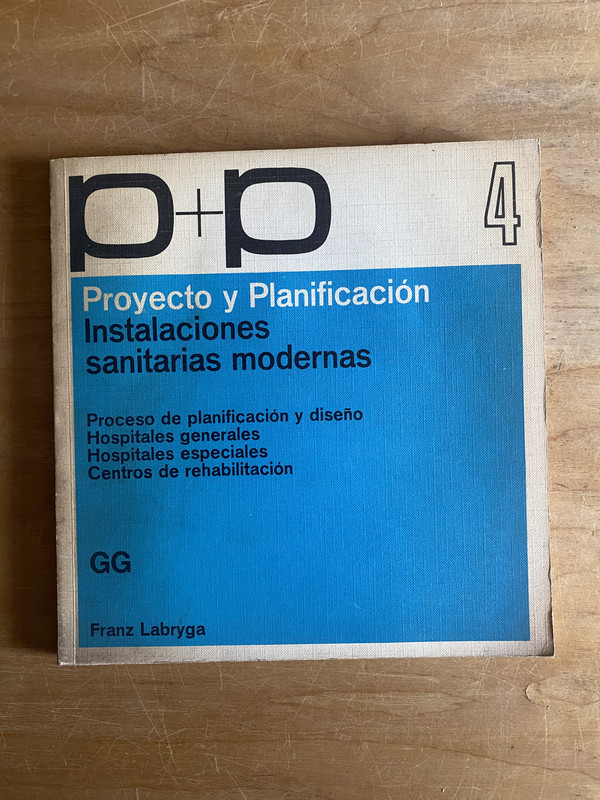 p+p
4
Proyecto y Planificación
Instalaciones
sanitarias modernas
Proceso de planificación y diseño
Hospitales generales
Hospitales especiales
Centros de rehabilitación
GG
Franz Labryga